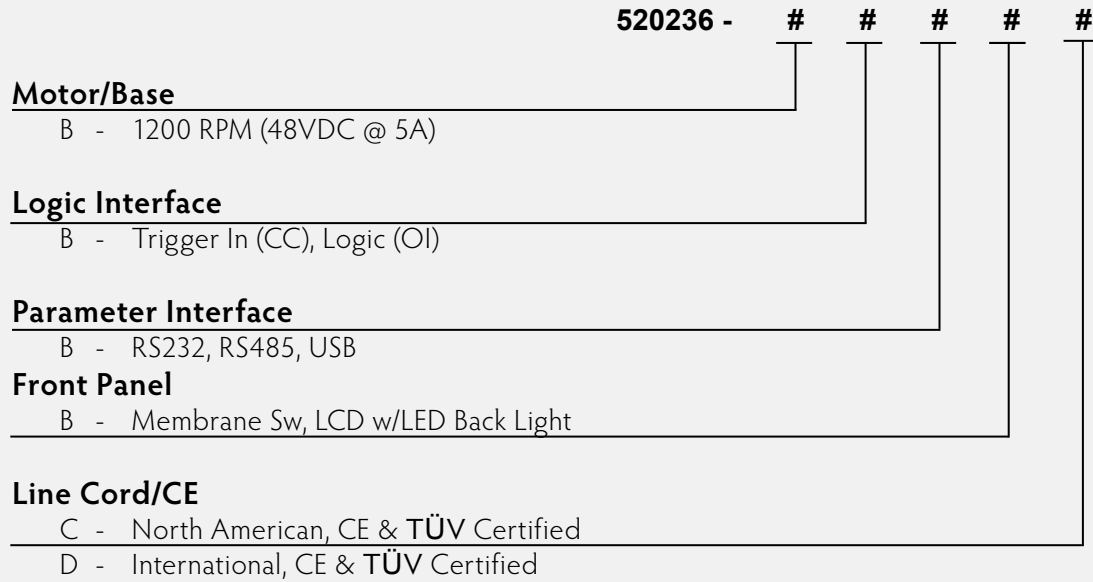 520236 - # # # # #
Motor/Base
B - 1200 RPM (48VDC @ 5A)
Logic Interface
B - Trigger In (CC), Logic (OI)
Parameter Interface
B - RS232, RS485, USB
Front Panel
B - Membrane Sw, LCD w/LED Back Light
Line Cord/CE
C - North American, CE & TÜV Certified
D - International, CE & TÜV Certified